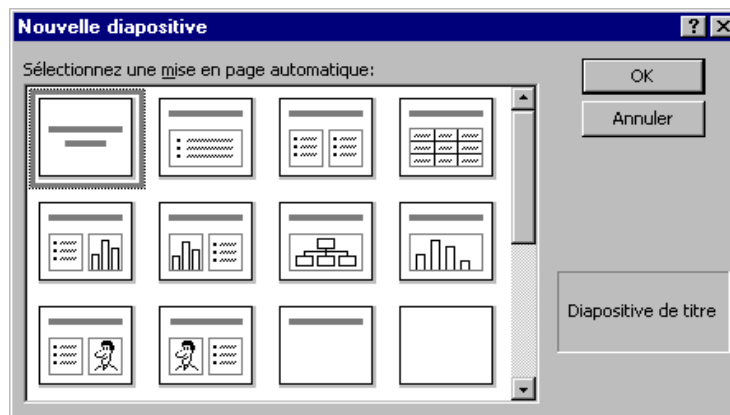 Nouvelle diapositive
Sélectionnez une mise en page automatique:
OK
Annuler
Diapositive de titre